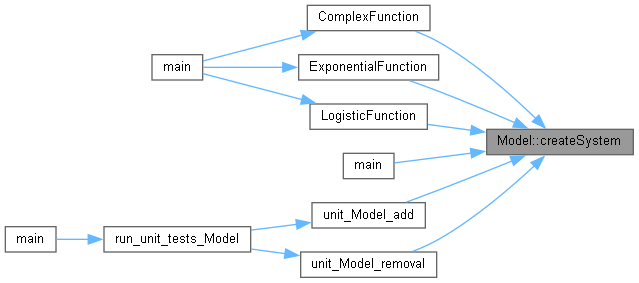 ComplexFunction
main
ExponentialFunction
LogisticFunction
Model::createSystem
main
unit_Model_add
main
run_unit_tests_Model
unit_Model_removal